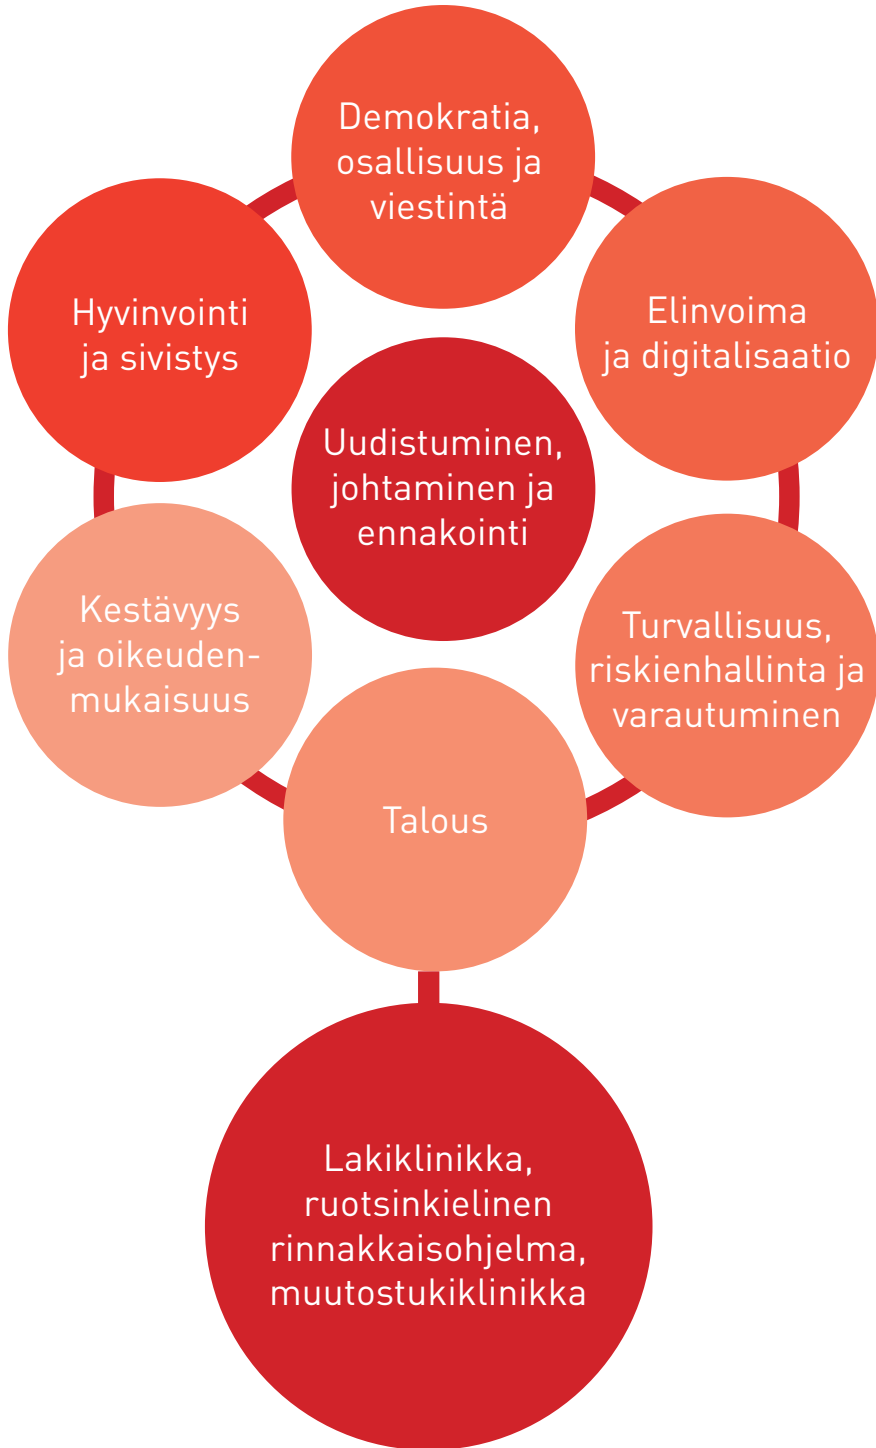 Demokratia,
osallisuus ja
viestintä
Hyvinvointi
ja sivistys
Elinvoima
ja digitalisaatio
Uudistuminen,
johtaminen ja
ennakointi
Kestävyys
ja oikeuden-
mukaisuus
Turvallisuus,
riskienhallinta ja
varautuminen
Talous
Lakiklinikka,
ruotsinkielinen
rinnakkaisohjelma,
muutostukiklinikka